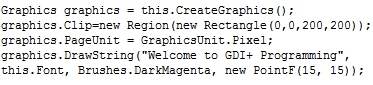 Graphics graphics = this.CreateGraphics();
graphics.Clip=new Region(new Rectangle(0,0,200,200));
graphics.PageUnit = GraphicsUnit.Pixel;
graphics.DrawString("Welcome to GDI+ Programming",
this.Font, Brushes.DarkMagenta, new PointF(15, 15));